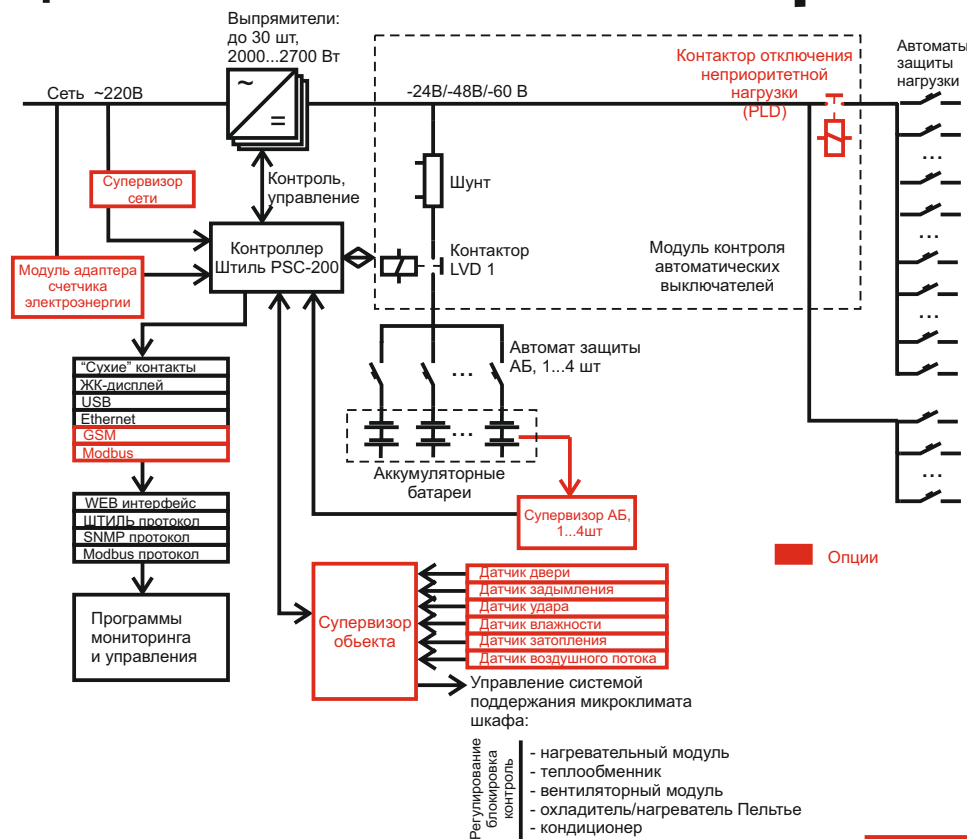 Выпрямители:
до 30 шт,
2000...2700 Вт
Сеть ~220В
~
=
-24В/-48В/-60 В
Контактор отключения
неприоритетной
нагрузки
(PLD)
Автоматы
защиты
нагрузки
Супервизор
сети
Контроль,
управление
Шунт
Контроллер
Штиль PSC-200
Контактор
LVD 1
Модуль контроля
автоматических
выключателей
Модуль адаптера
счетчика
электроэнергии
...
...
...
...
Автомат защиты
АБ, 1...4 шт
...
...
"Сухие" контакты
ЖК-дисплей
USB
Ethernet
GSM
Modbus
Аккумуляторные
батареи
WEB интерфейс
ШТИЛЬ протокол
SNMP протокол
Modbus протокол
Супервизор АБ,
1...4шт
Опции
Программы
мониторинга
и управления
Супервизор
обьекта
Датчик двери
Датчик задымления
Датчик удара
Датчик влажности
Датчик затопления
Датчик воздушного потока
Управление системой
поддержания микроклимата
шкафа:
Регулирование
блокировка
контроль
- нагревательный модуль
- теплообменник
- вентиляторный модуль
- охладитель/нагреватель Пельтье
- кондиционер